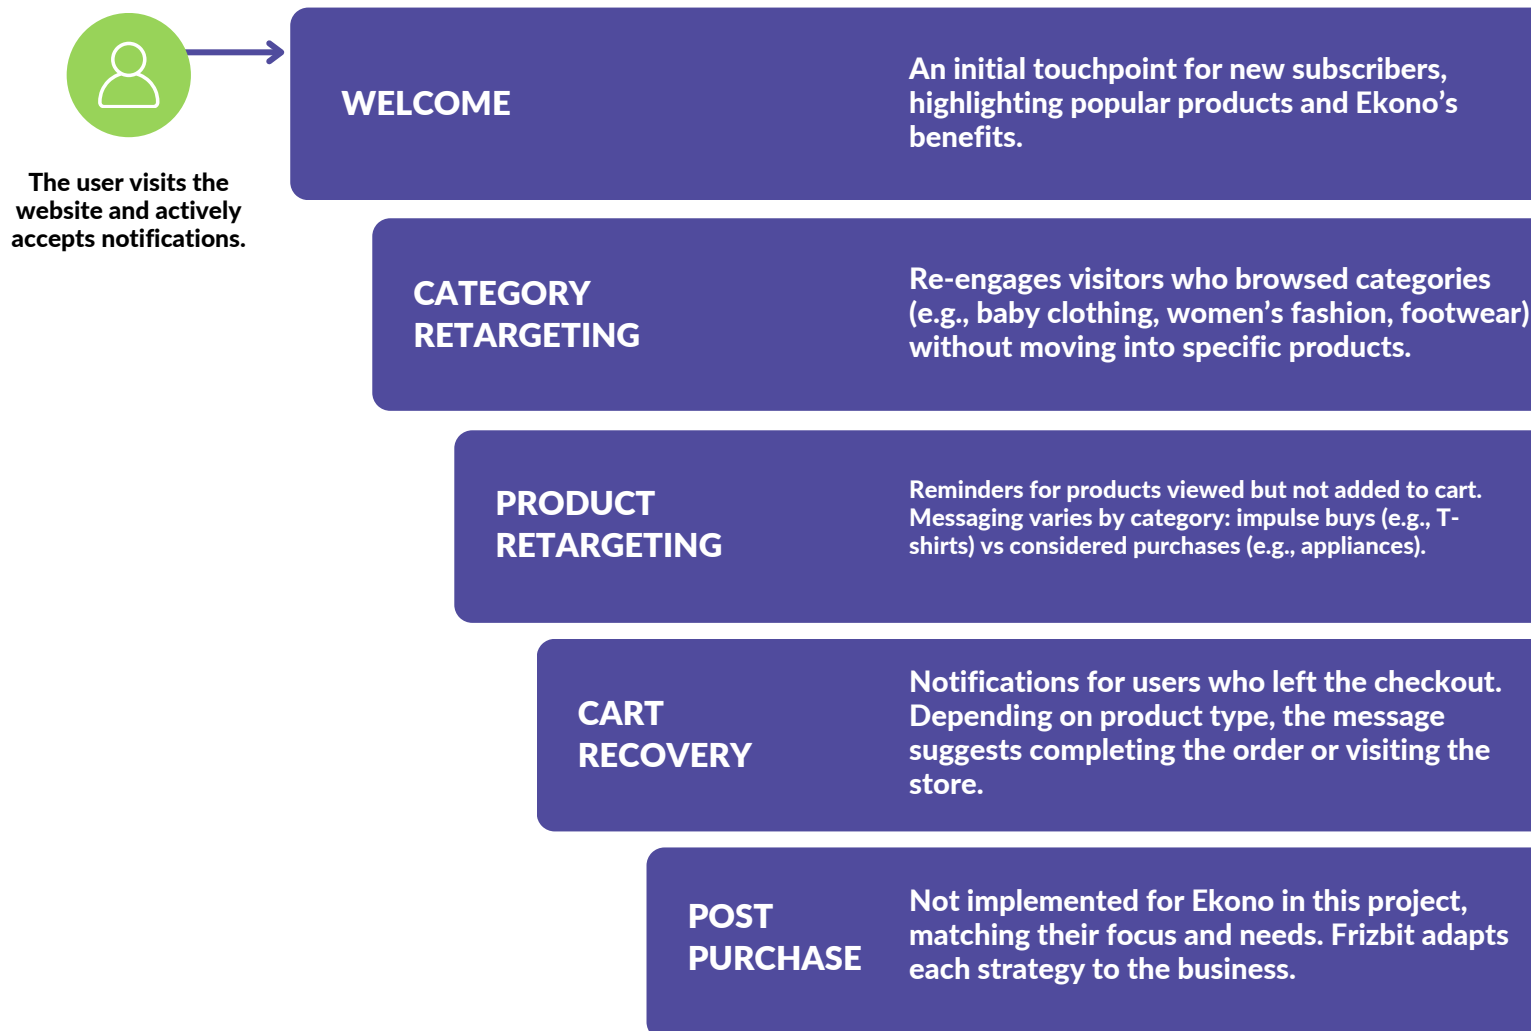 The user visits the
website and actively
accepts notifications.
WELCOME
An initial touchpoint for new subscribers,
highlighting popular products and Ekono’s
benefits.
CATEGORY
RETARGETING
Re-engages visitors who browsed categories
(e.g., baby clothing, women’s fashion, footwear)
without moving into specific products.
PRODUCT
RETARGETING
Reminders for products viewed but not added to cart.
Messaging varies by category: impulse buys (e.g., T-
shirts) vs considered purchases (e.g., appliances).
CART
RECOVERY
Notifications for users who left the checkout.
Depending on product type, the message
suggests completing the order or visiting the
store.
POST
PURCHASE
Not implemented for Ekono in this project,
matching their focus and needs. Frizbit adapts
each strategy to the business.